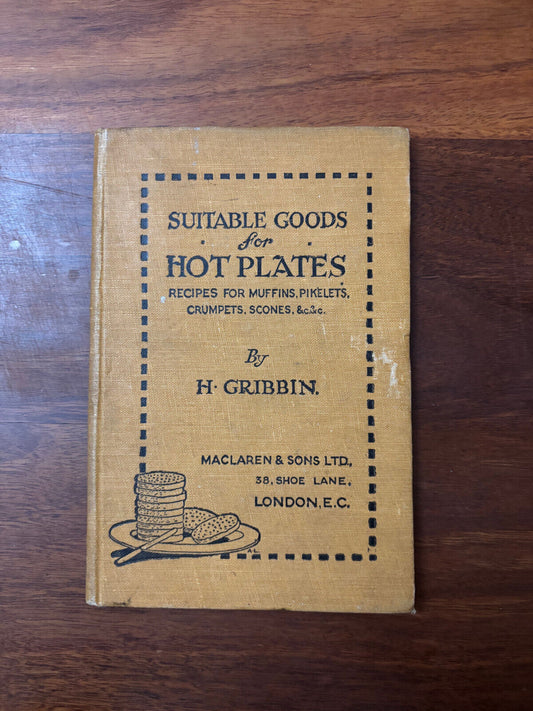 SUITABLE GOODS
for
HOT PLATES
RECIPES FOR MUFFINS, PIKELETS,
CRUMPETS, SCONES, &c.&c.
By
H. GRIBBIN.
MACLAREN & SONS LTD,
38, SHOE LANE,
LONDON, E.C.
A.L.